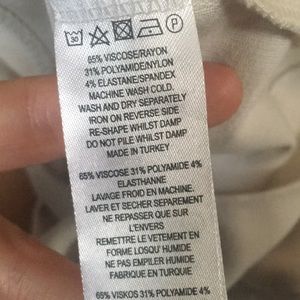 30
P
65% VISCOSE/RAYON
31% POLYAMIDE/NYLON
4% ELASTANE/SPANDEX
MACHINE WASH COLD.
WASH AND DRY SEPARATELY
IRON ON REVERSE SIDE
RE-SHAPE WHILST DAMP
DO NOT PILE WHILST DAMP
MADE IN TURKEY
65% VISCOSE 31% POLYAMIDE 4%
ELASTHANNE
LAVAGE FROID EN MACHINE.
LAVER ET SECHER SEPAREMENT
NE REPASSER QUE SUR
L'ENVERS
REMETTRE LE VETEMENT EN
FORME LOSQU' HUMIDE
NE PAS EMPILER HUMIDE
FABRIQUE EN TURQUIE
65% VISKOS 31% POLYAMID 4%